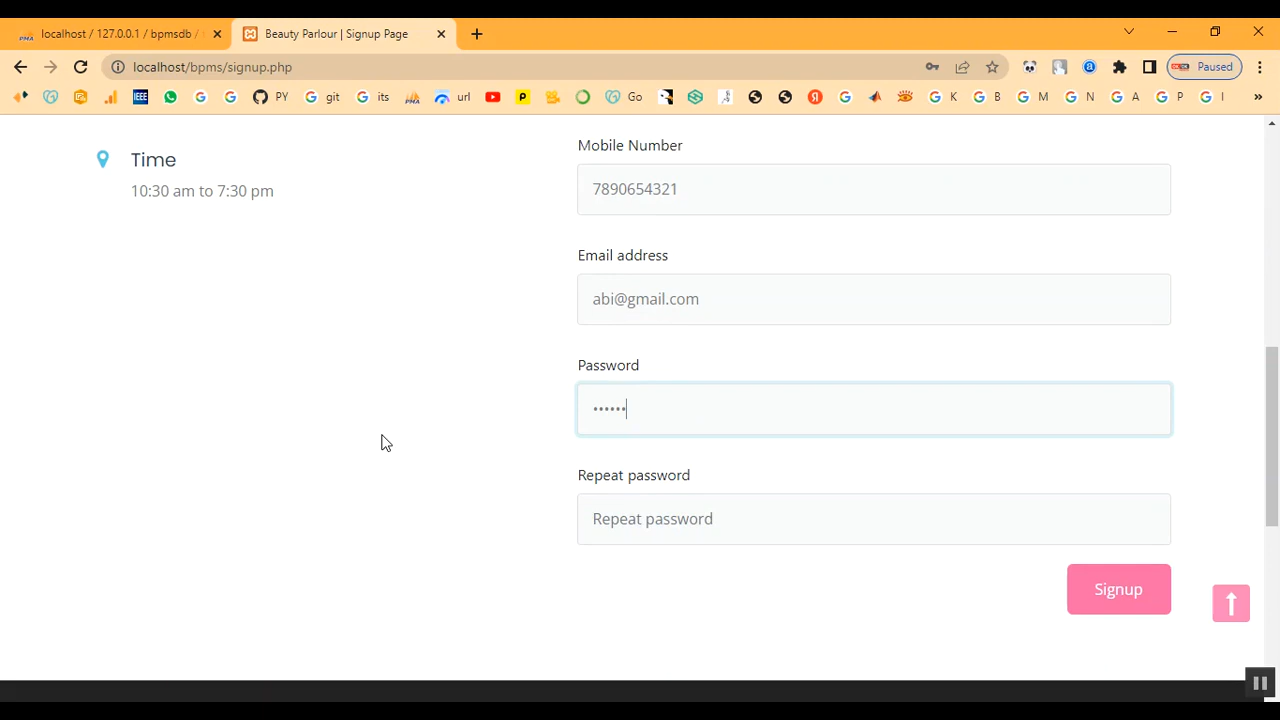 localhost / 127.0.0.1 / bpmsdb /
Beauty Parlour | Signup Page
localhost/bpms/signup.php
Paused
IEEE
PY
git
its
url
Go
K
B
M
N
A
P
I
Time
10:30 am to 7:30 pm
Mobile Number
7890654321
Email address
abi@gmail.com
Password
••••••
Repeat password
Repeat password
Signup